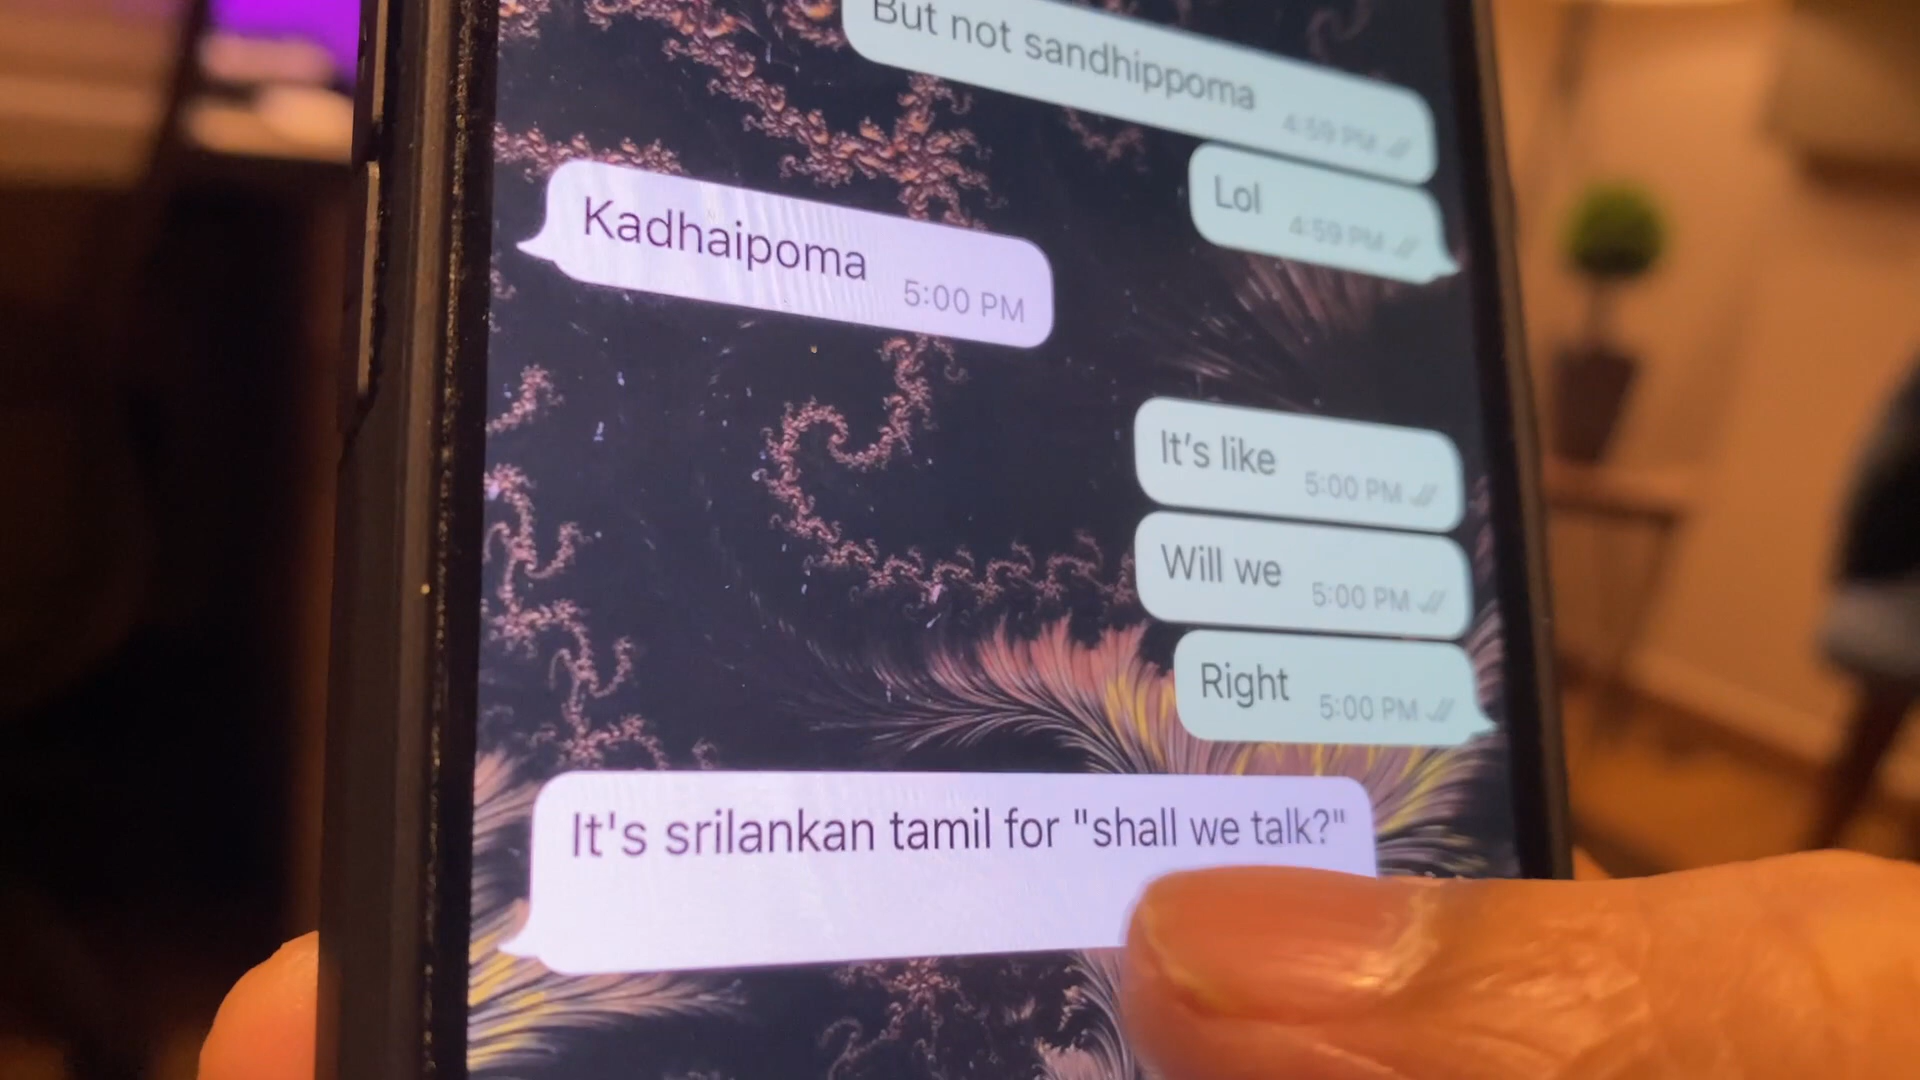 But not sandhippoma
4:59 PM
Lol
4:59 PM
Kadhaipoma
5:00 PM
It's like
5:00 PM
Will we
5:00 PM
Right
5:00 PM
It's srilankan tamil for "shall we talk?"